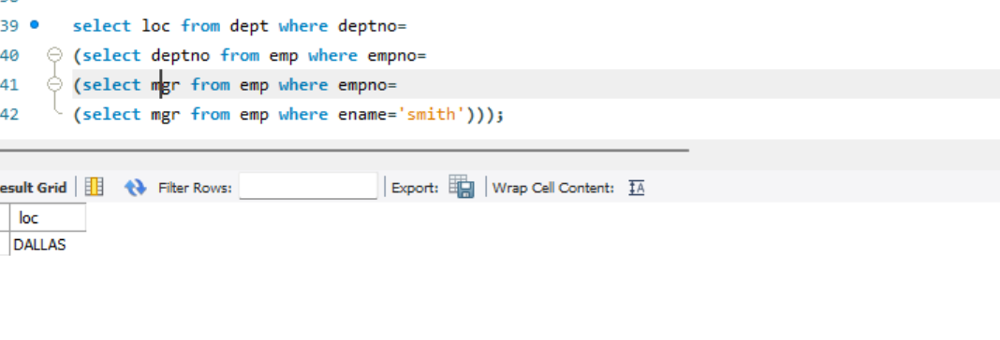 39 select loc from dept where deptno=
40 (select deptno from emp where empno=
41 (select mgr from emp where empno=
42 (select mgr from emp where ename='smith')));
esult Grid Filter Rows: Export: Wrap Cell Content: IA
loc
DALLAS